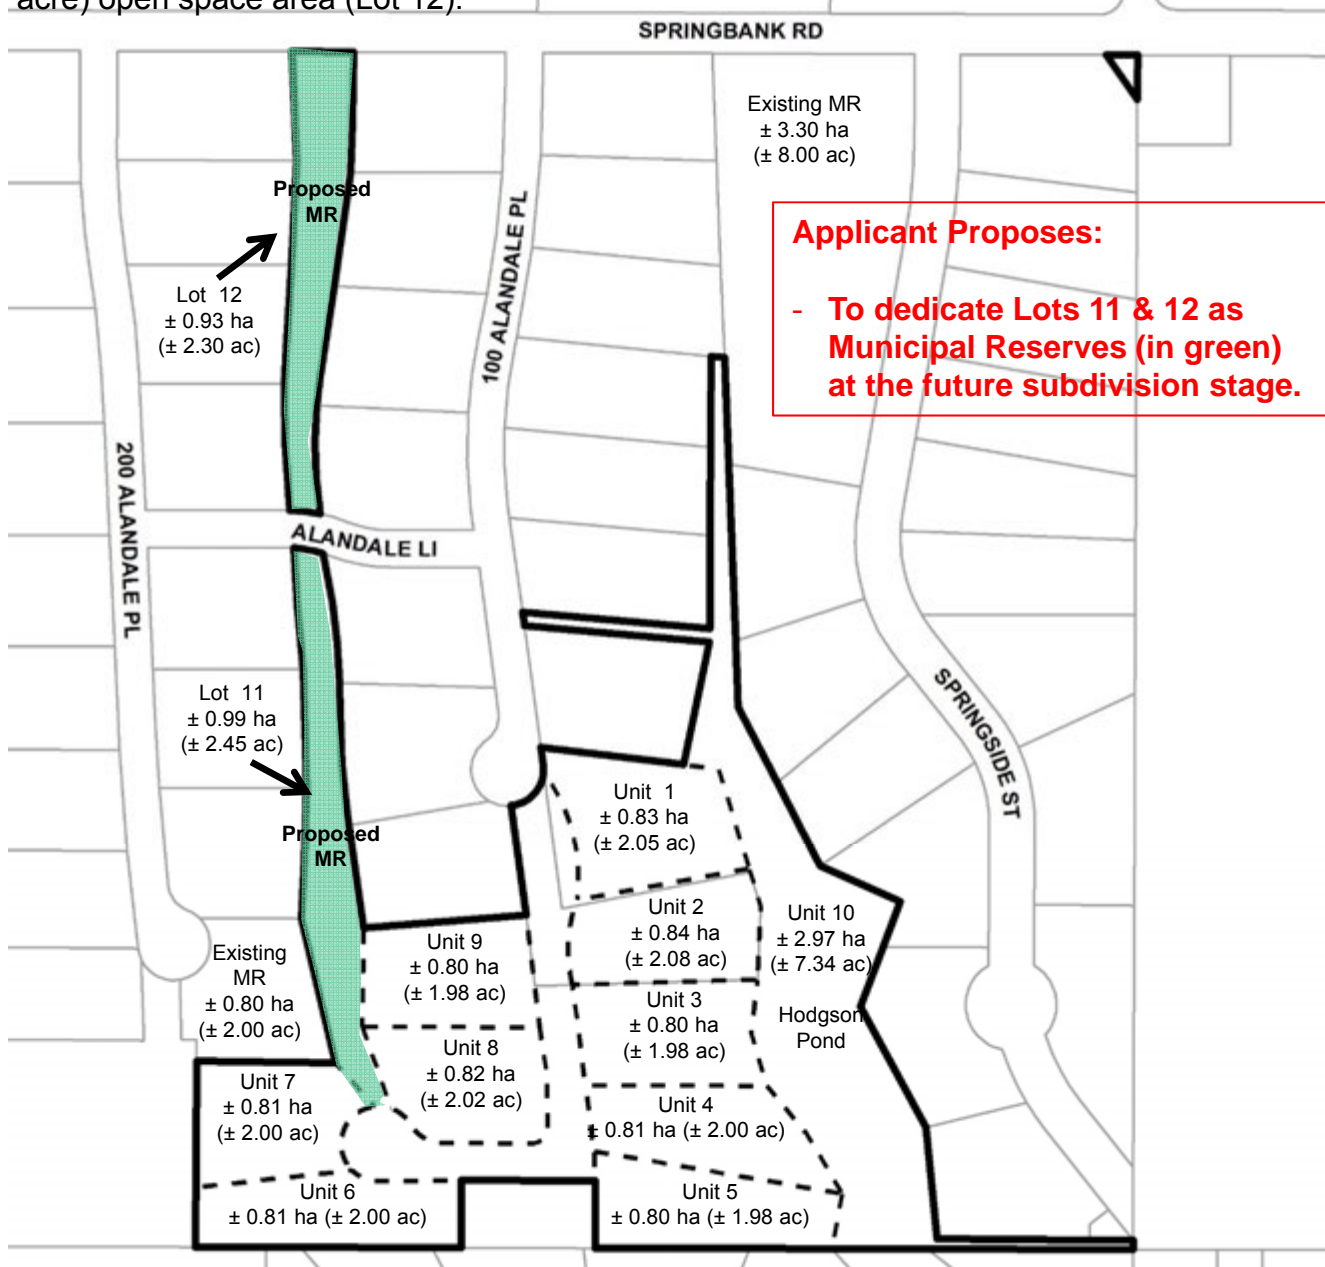 acre) open space area (Lot 12).
SPRINGBANK RD
Existing MR
± 3.30 ha
(± 8.00 ac)
Proposed
MR
Applicant Proposes:
- To dedicate Lots 11 & 12 as
Municipal Reserves (in green)
at the future subdivision stage.
Lot 12
± 0.93 ha
(± 2.30 ac)
100 ALANDALE PL
200 ALANDALE PL
ALANDALE LI
SPRINGSIDE ST
Lot 11
± 0.99 ha
(± 2.45 ac)
Proposed
MR
Unit 1
± 0.83 ha
(± 2.05 ac)
Unit 2
± 0.84 ha
(± 2.08 ac)
Unit 10
± 2.97 ha
(± 7.34 ac)
Hodgson
Pond
Existing
MR
± 0.80 ha
(± 2.00 ac)
Unit 9
± 0.80 ha
(± 1.98 ac)
Unit 3
± 0.80 ha
(± 1.98 ac)
Unit 8
± 0.82 ha
(± 2.02 ac)
Unit 7
± 0.81 ha
(± 2.00 ac)
Unit 4
± 0.81 ha (± 2.00 ac)
Unit 6
± 0.81 ha (± 2.00 ac)
Unit 5
± 0.80 ha (± 1.98 ac)